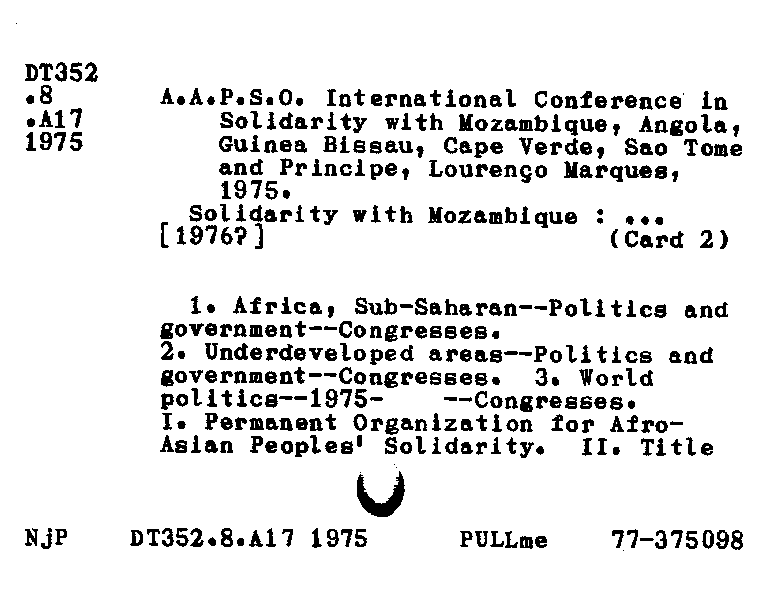 DT352
.8 A.A.P.S.O. International Conference in
.A17 Solidarity with Mozambique, Angola,
1975 Guinea Bissau, Cape Verde, Sao Tome
and Principe, Lourenço Marques,
1975.
Solidarity with Mozambique : ...
[1976?] (Card 2)
1. Africa, Sub-Saharan--Politics and
government--Congresses.
2. Underdeveloped areas--Politics and
government--Congresses. 3. World
politics--1975- --Congresses.
I. Permanent Organization for Afro-
Asian Peoples' Solidarity. II. Title
NjP DT352.8.A17 1975 PULLme 77-375098